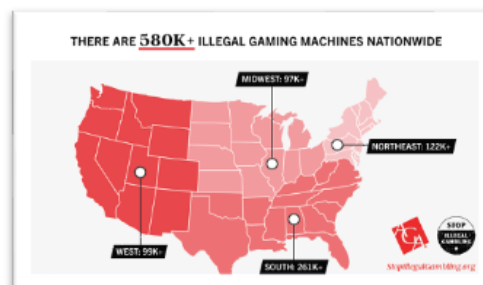 THERE ARE 580K+ ILLEGAL GAMING MACHINES NATIONWIDE
MIDWEST: 97K+
NORTHEAST: 122K+
WEST: 99K+
SOUTH: 261K+
AGA
STOP
ILLEGAL
GAMBLING
StopIllegalGambling.org